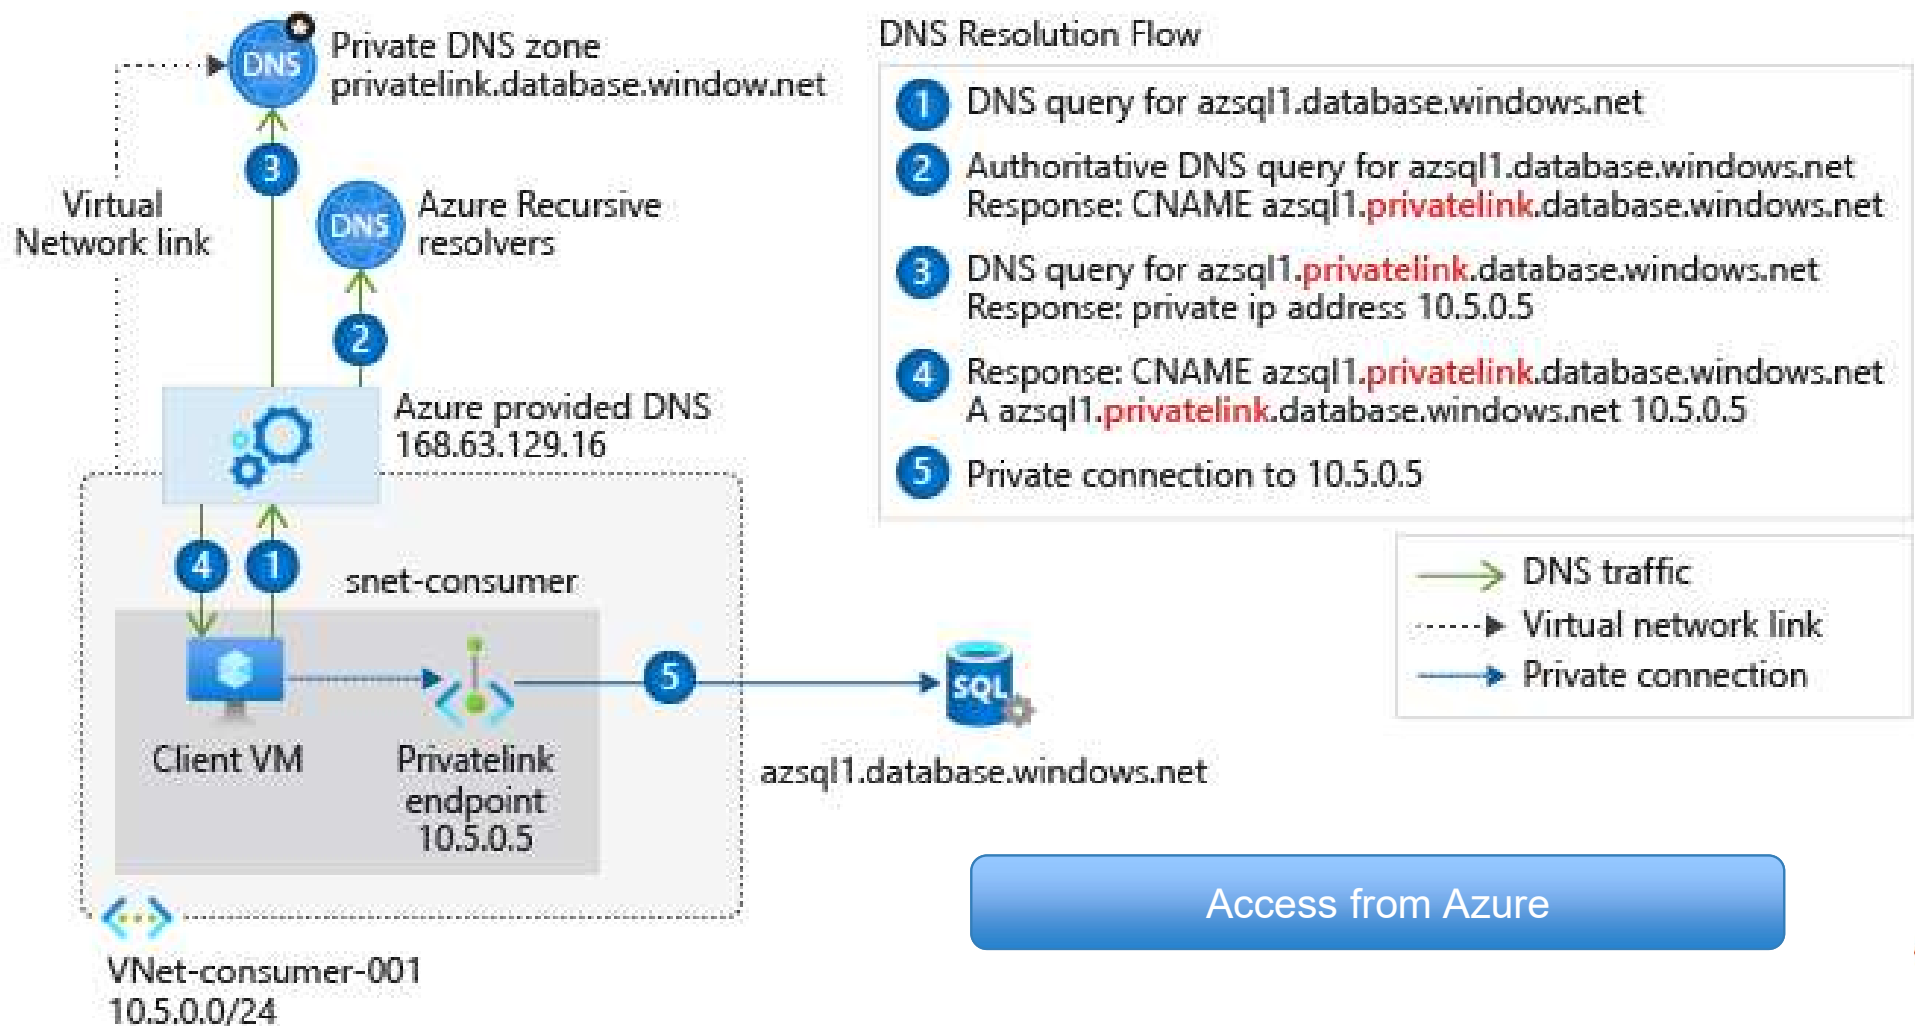 DNS
Private DNS zone
privatelink.database.window.net
3
Virtual
Network link
DNS
Azure Recursive
resolvers
2
Azure provided DNS
168.63.129.16
4
1
snet-consumer
Client VM
Privatelink
endpoint
10.5.0.5
5
SQL
azsql1.database.windows.net
VNet-consumer-001
10.5.0.0/24
DNS Resolution Flow
1 DNS query for azsql1.database.windows.net
2 Authoritative DNS query for azsql1.database.windows.net
Response: CNAME azsql1.privatelink.database.windows.net
3 DNS query for azsql1.privatelink.database.windows.net
Response: private ip address 10.5.0.5
4 Response: CNAME azsql1.privatelink.database.windows.net
A azsql1.privatelink.database.windows.net 10.5.0.5
5 Private connection to 10.5.0.5
DNS traffic
Virtual network link
Private connection
Access from Azure